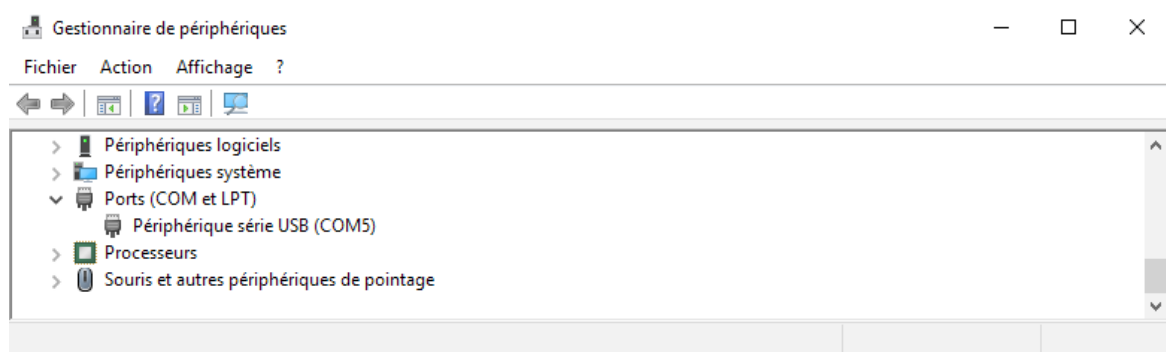 Gestionnaire de périphériques
Fichier Action Affichage ?
Périphériques logiciels
Périphériques système
Ports (COM et LPT)
Périphérique série USB (COM5)
Processeurs
Souris et autres périphériques de pointage